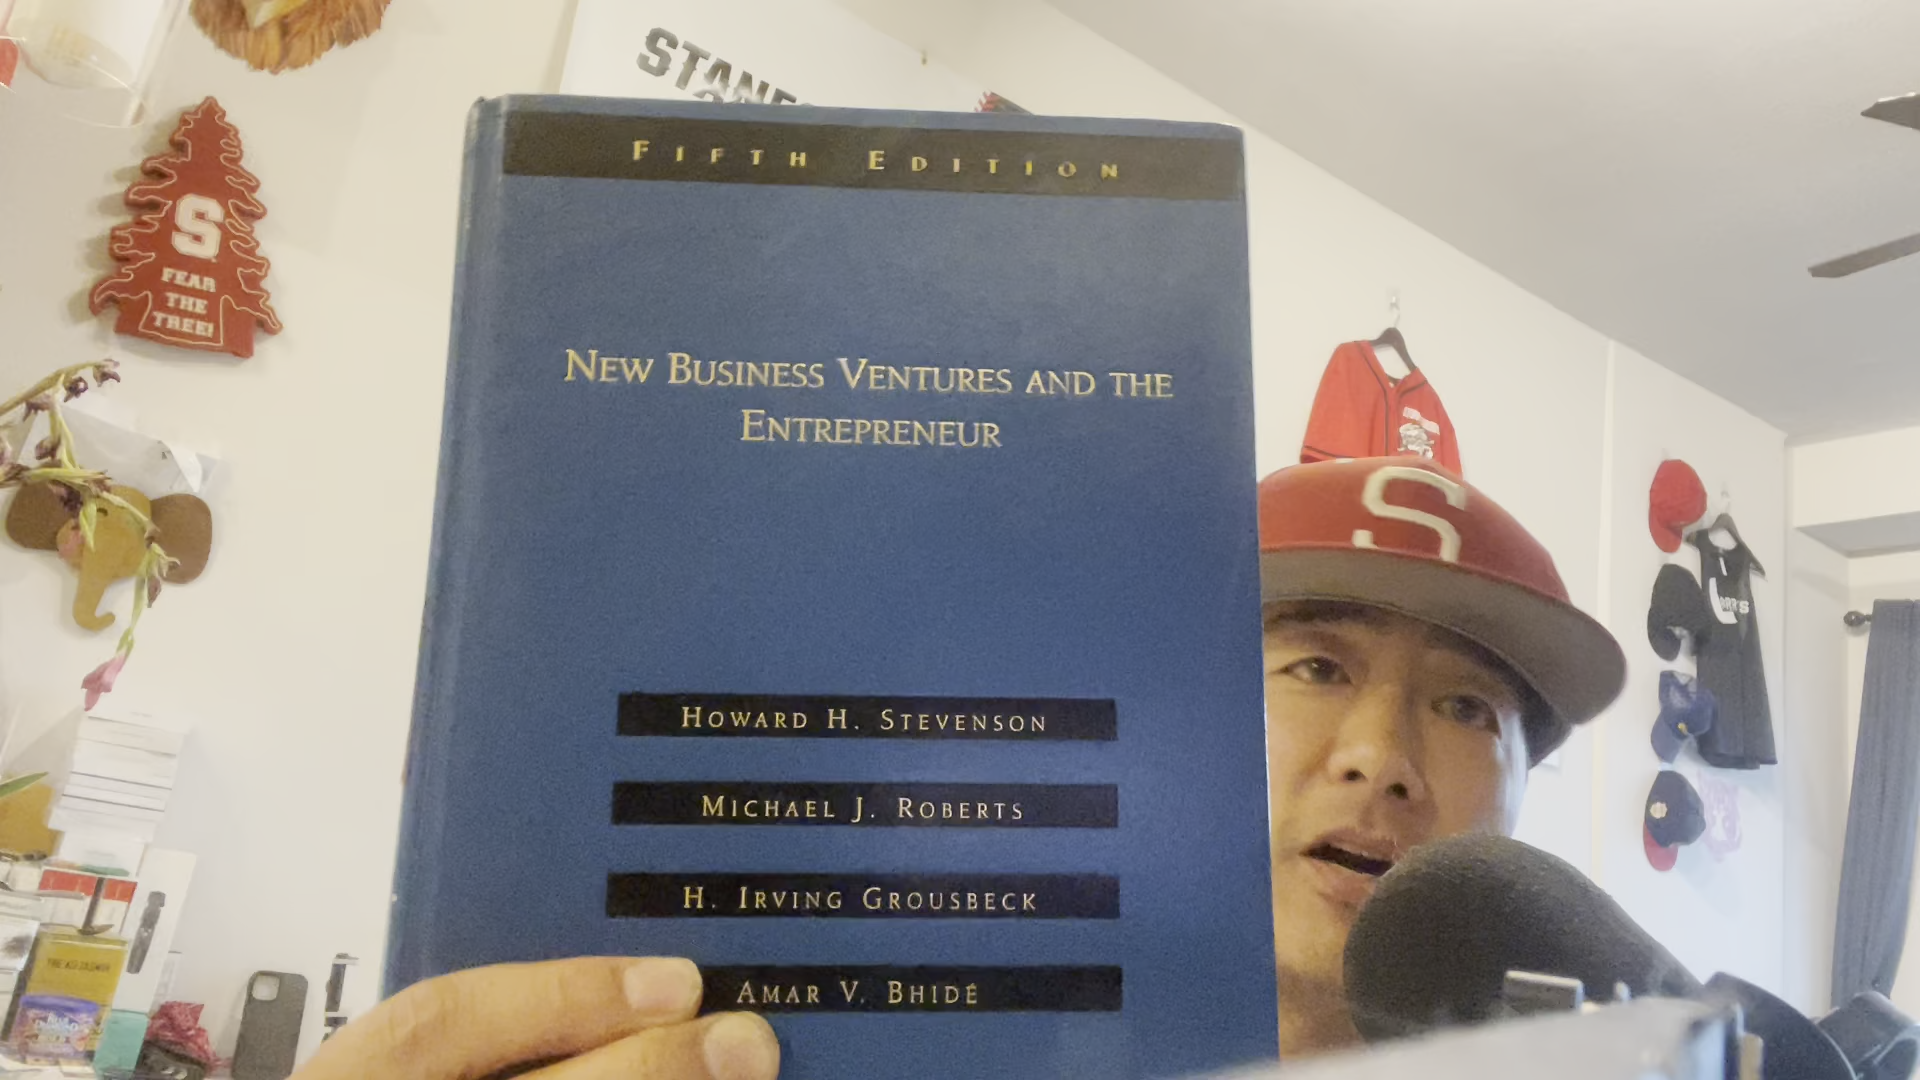 STANF
FIFTH EDITION
S
FEAR
THE
TREE!
NEW BUSINESS VENTURES AND THE
ENTREPRENEUR
S
HOWARD H. STEVENSON
MICHAEL J. ROBERTS
H. IRVING GROUSBECK
AMAR V. BHIDÉ